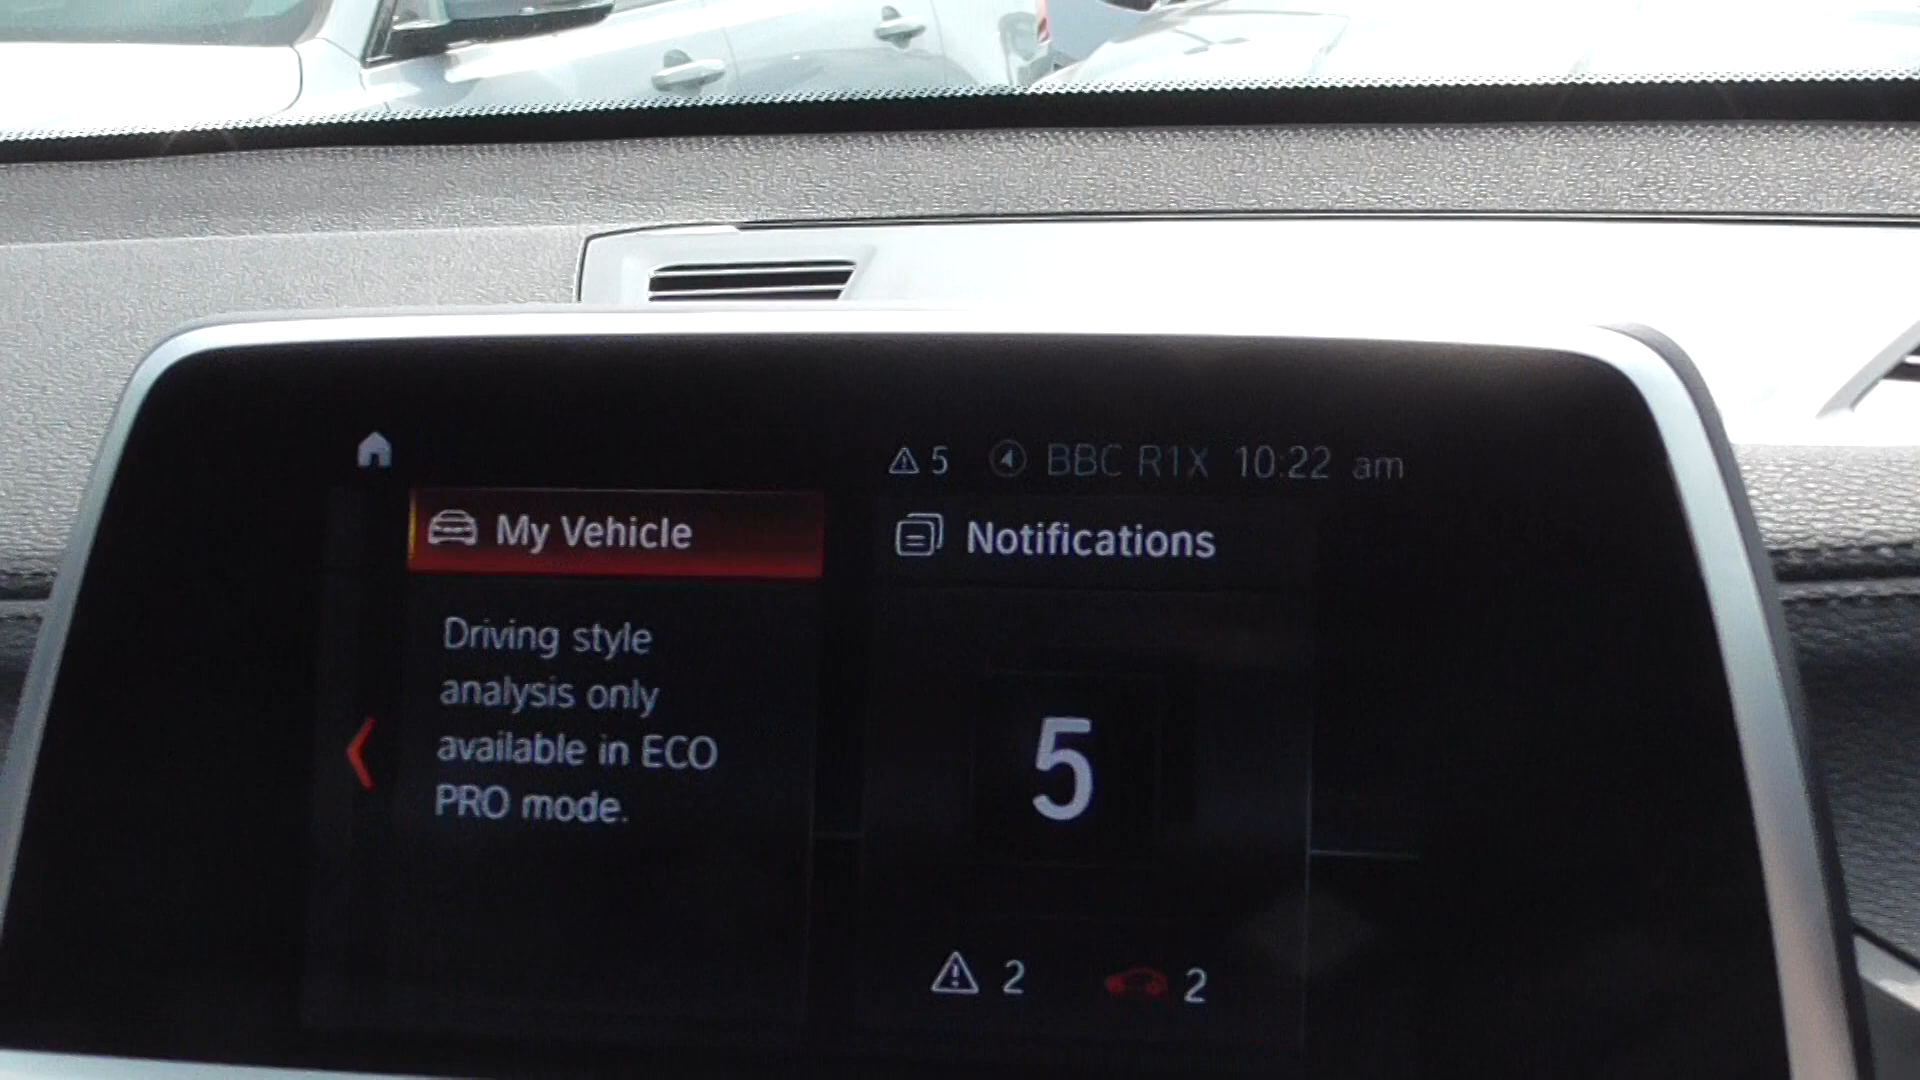 5 BBC R1X 10:22 am
My Vehicle
Notifications
Driving style
analysis only
available in ECO
PRO mode.
5
2 2